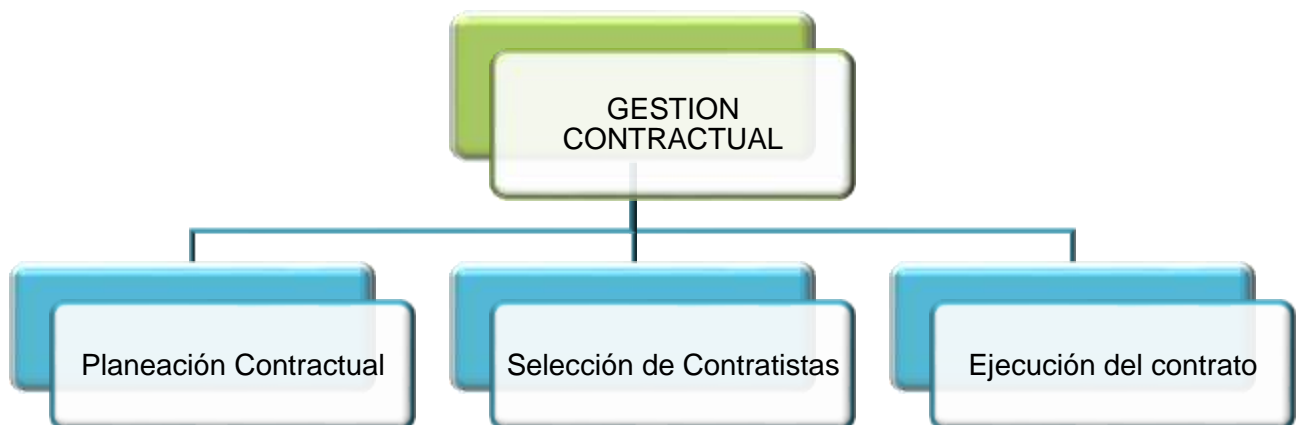 GESTION
CONTRACTUAL
Planeación Contractual
Selección de Contratistas
Ejecución del contrato